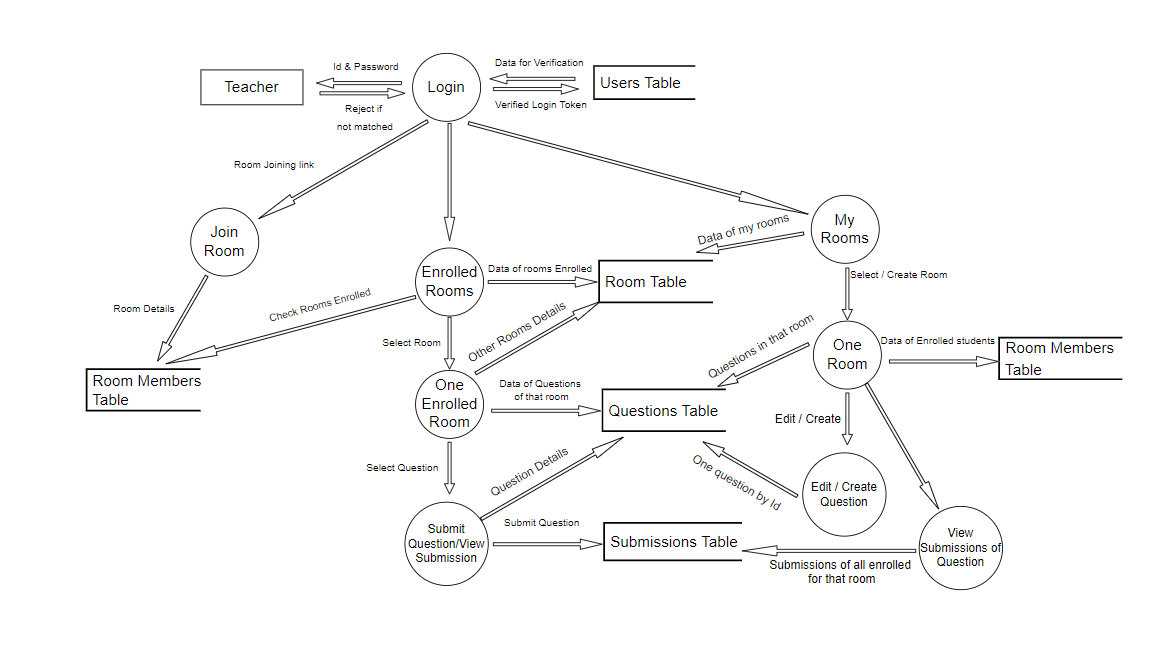 Id & Password
Data for Verification
Teacher
Login
Users Table
Reject if
not matched
Verified Login Token
Room Joining link
My
Rooms
Data of my rooms
Join
Room
Enrolled
Rooms
Data of rooms Enrolled
Room Table
Select / Create Room
Room Details
Check Rooms Enrolled
Select Room
Other Rooms Details
Questions in that room
One
Room
Data of Enrolled students
Room Members
Table
Room Members
Table
One
Enrolled
Room
Data of Questions
of that room
Questions Table
Edit / Create
Select Question
Question Details
One question by Id
Edit / Create
Question
Submit
Question/View
Submission
Submit Question
Submissions Table
View
Submissions of
Question
Submissions of all enrolled
for that room